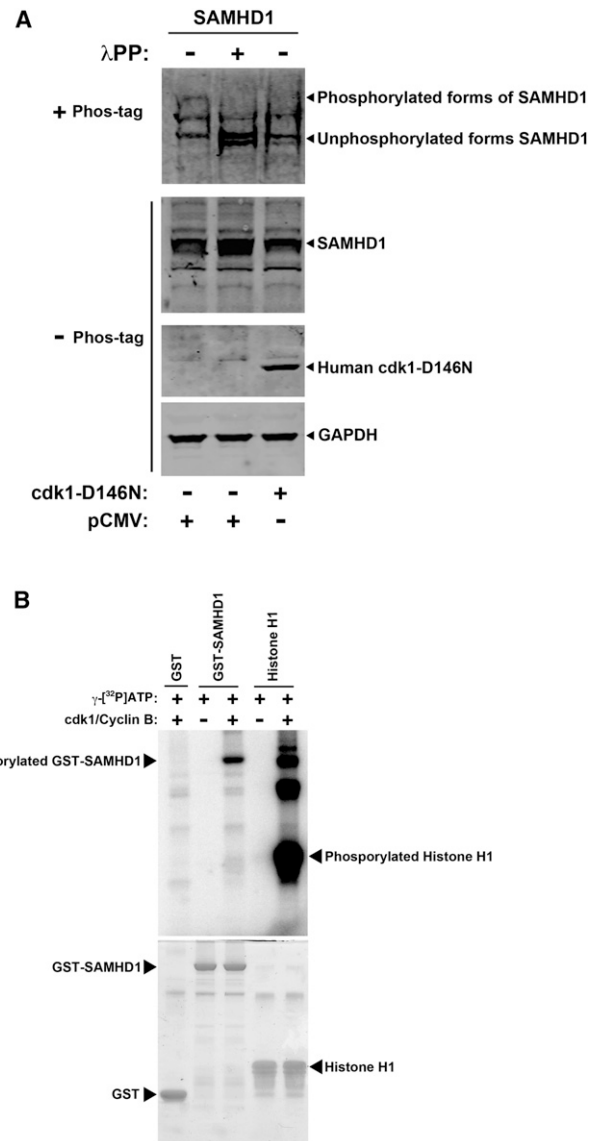 A
SAMHD1
λPP: - + -
+ Phos-tag
Phosphorylated forms of SAMHD1
Unphosphorylated forms SAMHD1
SAMHD1
- Phos-tag
Human cdk1-D146N
GAPDH
cdk1-D146N: - - +
pCMV: + + -
B
GST
GST-SAMHD1
Histone H1
γ-[³²P]ATP: + + + + +
cdk1/Cyclin B: + - + - +
orylated GST-SAMHD1
Phosporylated Histone H1
GST-SAMHD1
Histone H1
GST